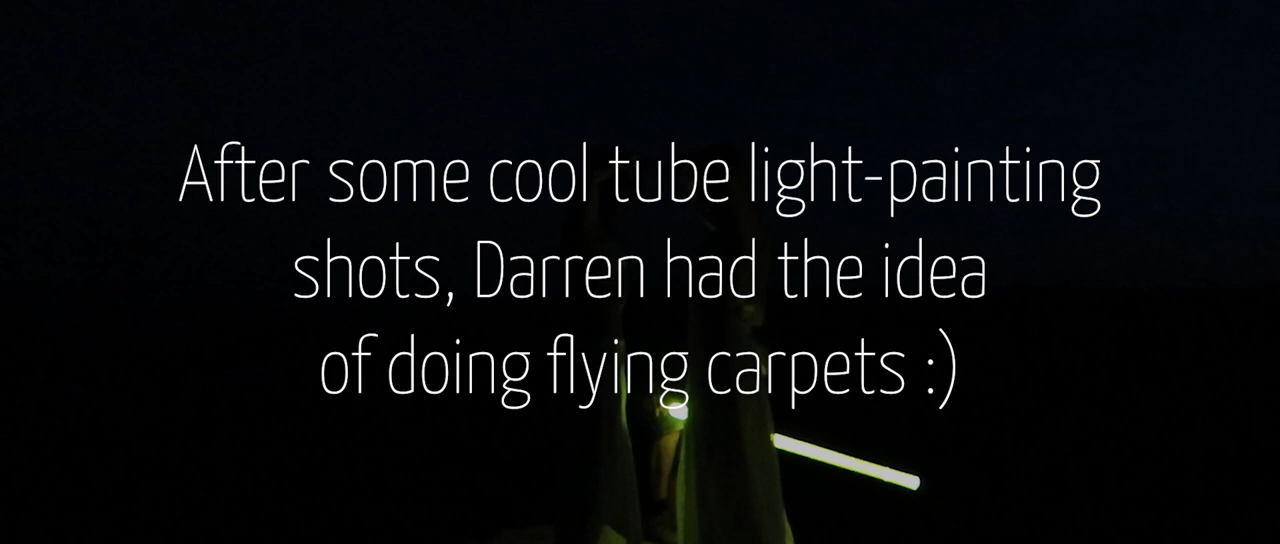 After some cool tube light-painting
shots, Darren had the idea
of doing flying carpets :)